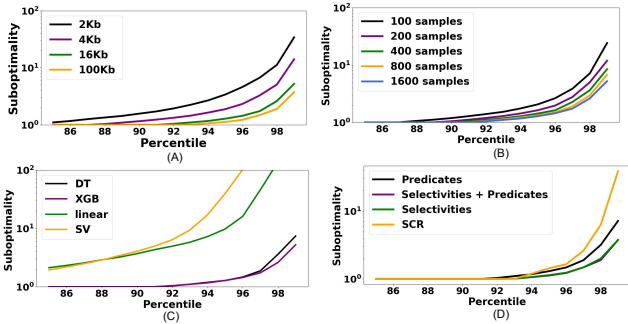 10²
2Kb
4Kb
16Kb
100Kb
10¹
10⁰
Suboptimality
86 88 90 92 94 96 98
Percentile
(A)
10²
100 samples
200 samples
400 samples
800 samples
1600 samples
10¹
10⁰
Suboptimality
86 88 90 92 94 96 98
Percentile
(B)
10²
DT
XGB
linear
SV
10¹
10⁰
Suboptimality
86 88 90 92 94 96 98
Percentile
(C)
Predicates
Selectivities + Predicates
Selectivities
SCR
10¹
10⁰
Suboptimality
86 88 90 92 94 96 98
Percentile
(D)